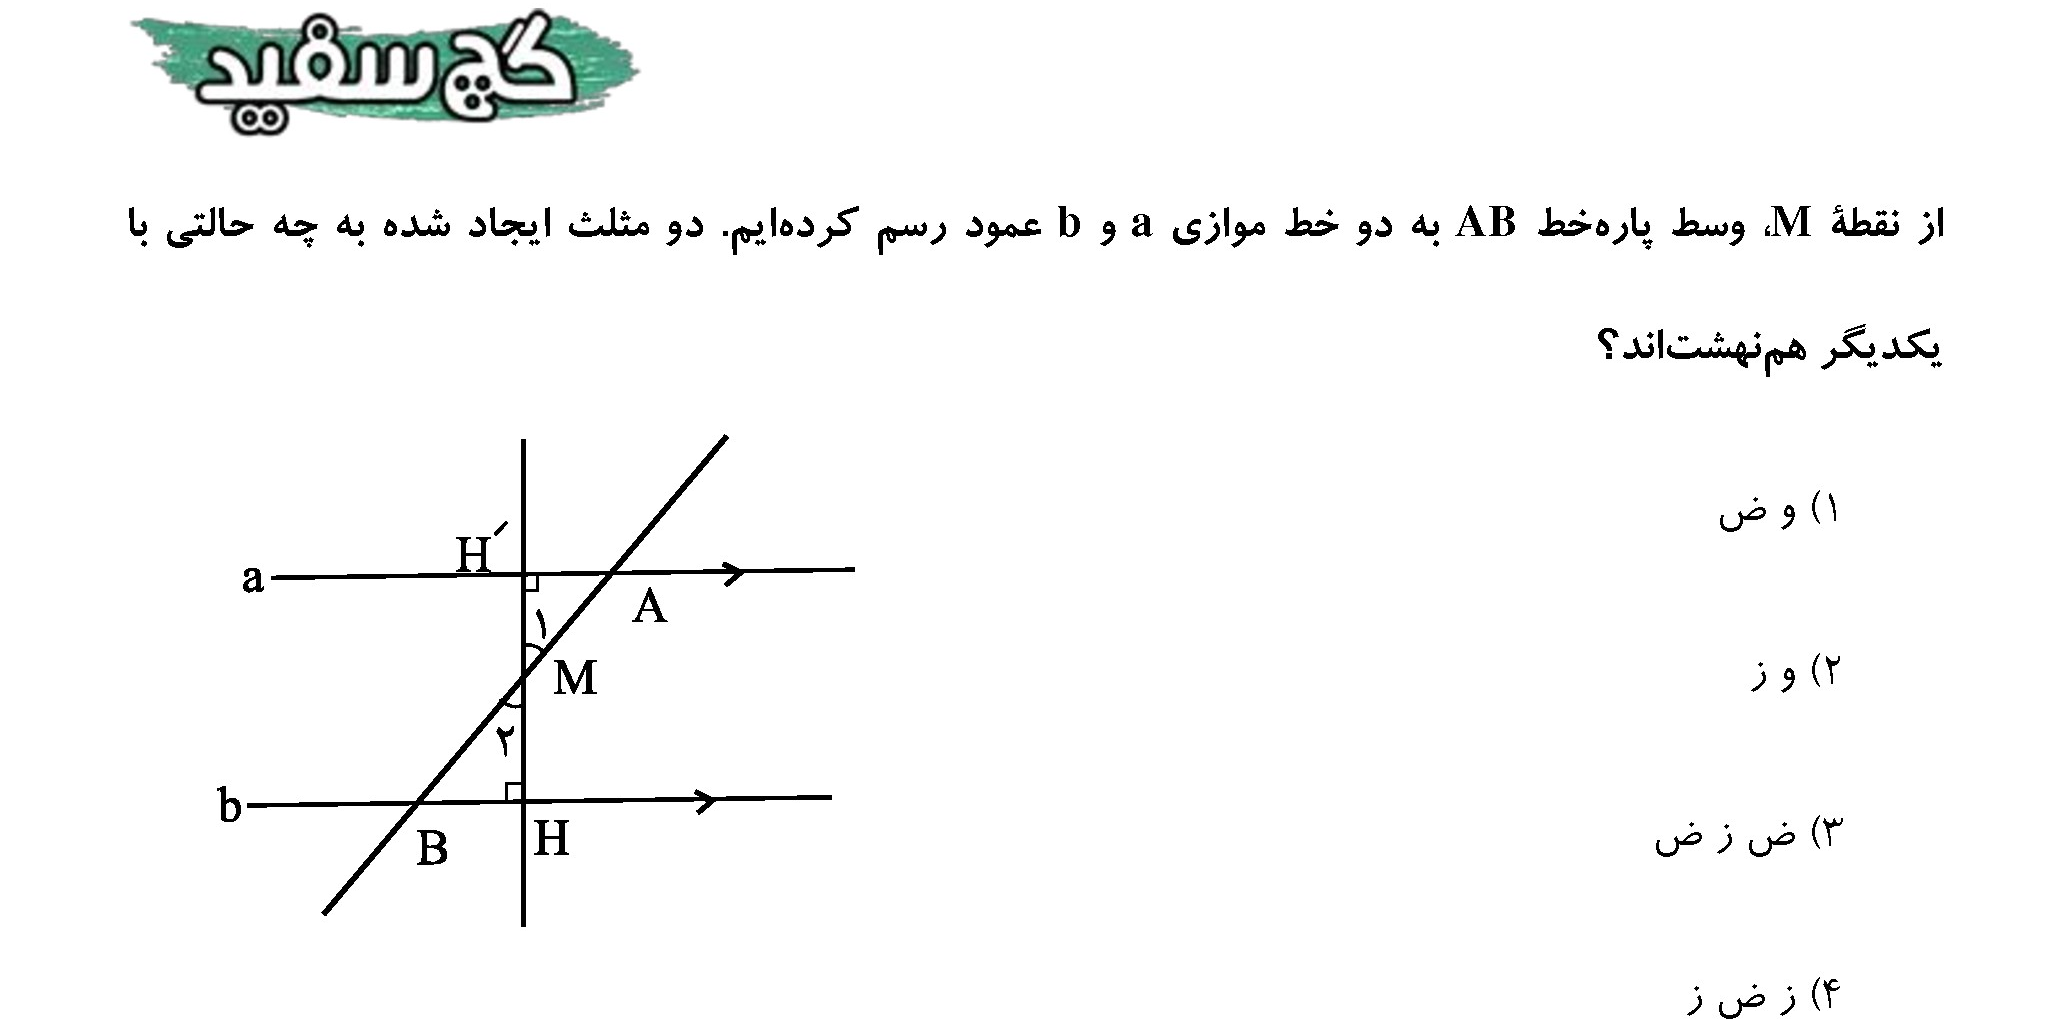 گچ سفید
از نقطهٔ M، وسط پاره‌خط AB به دو خط موازی a و b عمود رسم کرده‌ایم. دو مثلث ایجاد شده به چه حالتی با
یکدیگر هم‌نهشت‌اند؟
۱) و ض
۲) و ز
۳) ض ز ض
۴) ز ض ز
H′
a
A
۱
M
۲
b
B
H